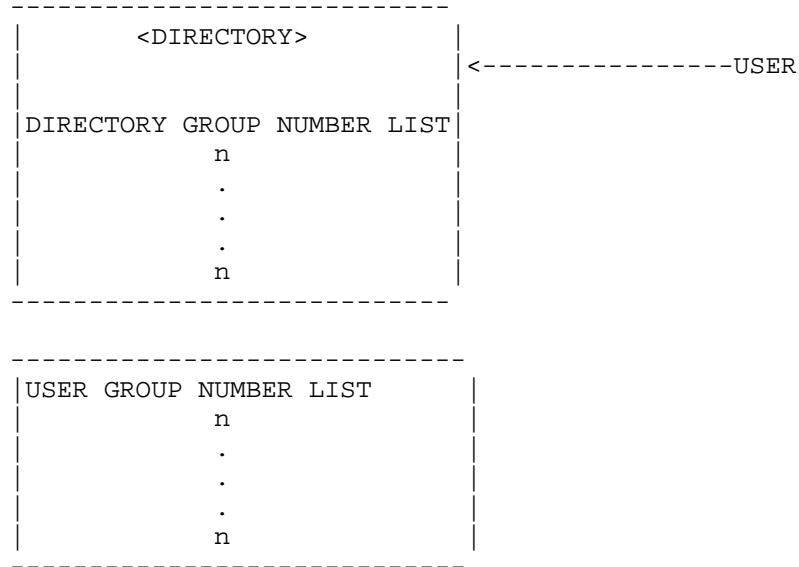 <DIRECTORY>
<----------------USER
DIRECTORY GROUP NUMBER LIST
n
.
.
.
n
USER GROUP NUMBER LIST
n
.
.
.
n